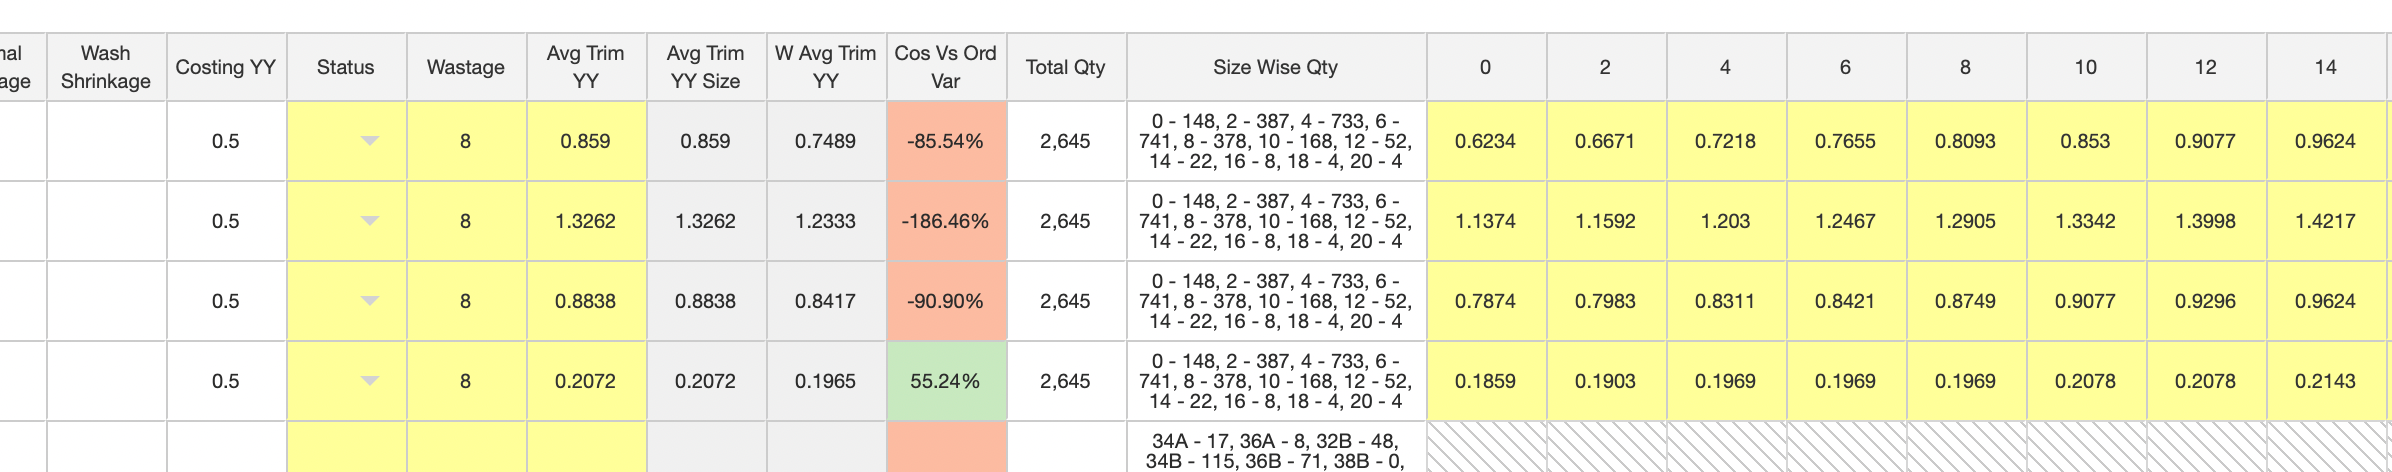 nal
age
Wash
Shrinkage
Costing YY
Status
Wastage
Avg Trim
YY
Avg Trim
YY Size
W Avg Trim
YY
Cos Vs Ord
Var
Total Qty
Size Wise Qty
0
2
4
6
8
10
12
14
0.5
8
0.859
0.859
0.7489
-85.54%
2,645
0 - 148, 2 - 387, 4 - 733, 6 -
741, 8 - 378, 10 - 168, 12 - 52,
14 - 22, 16 - 8, 18 - 4, 20 - 4
0.6234
0.6671
0.7218
0.7655
0.8093
0.853
0.9077
0.9624
0.5
8
1.3262
1.3262
1.2333
-186.46%
2,645
0 - 148, 2 - 387, 4 - 733, 6 -
741, 8 - 378, 10 - 168, 12 - 52,
14 - 22, 16 - 8, 18 - 4, 20 - 4
1.1374
1.1592
1.203
1.2467
1.2905
1.3342
1.3998
1.4217
0.5
8
0.8838
0.8838
0.8417
-90.90%
2,645
0 - 148, 2 - 387, 4 - 733, 6 -
741, 8 - 378, 10 - 168, 12 - 52,
14 - 22, 16 - 8, 18 - 4, 20 - 4
0.7874
0.7983
0.8311
0.8421
0.8749
0.9077
0.9296
0.9624
0.5
8
0.2072
0.2072
0.1965
55.24%
2,645
0 - 148, 2 - 387, 4 - 733, 6 -
741, 8 - 378, 10 - 168, 12 - 52,
14 - 22, 16 - 8, 18 - 4, 20 - 4
0.1859
0.1903
0.1969
0.1969
0.1969
0.2078
0.2078
0.2143
34A - 17, 36A - 8, 32B - 48,
34B - 115, 36B - 71, 38B - 0,